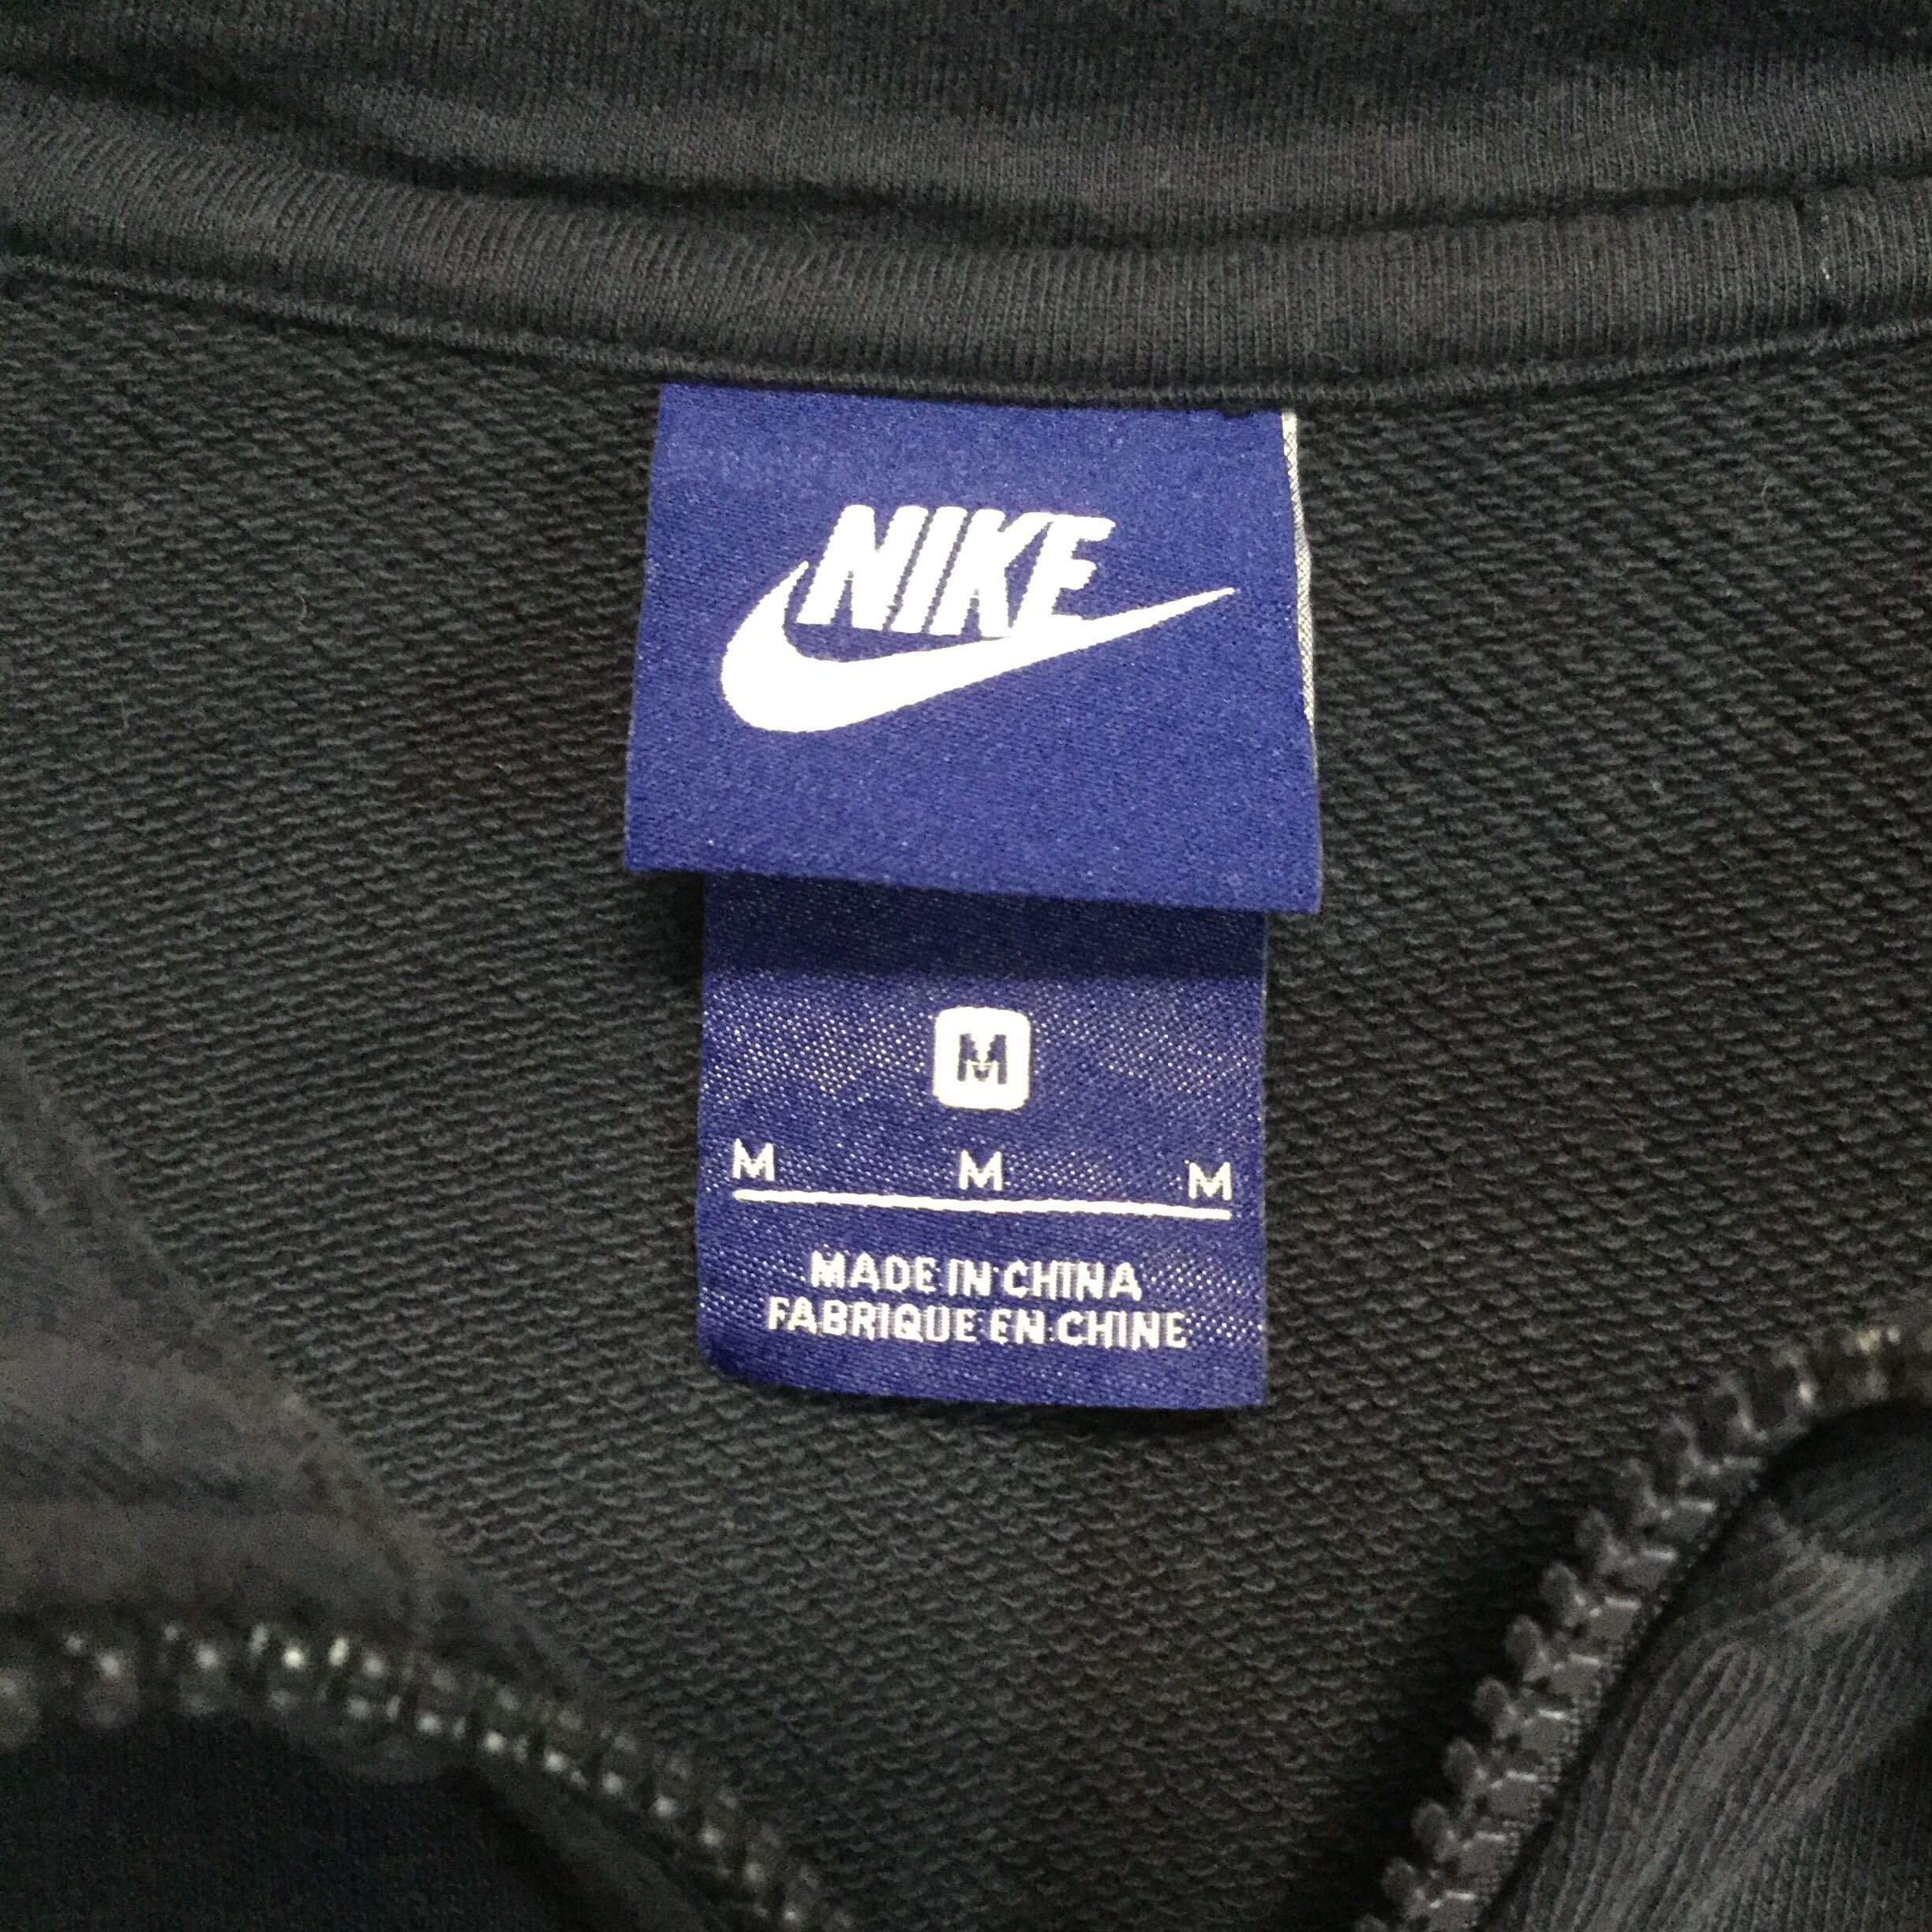 NIKE
M
M M M
MADE IN CHINA
FABRIQUE EN CHINE